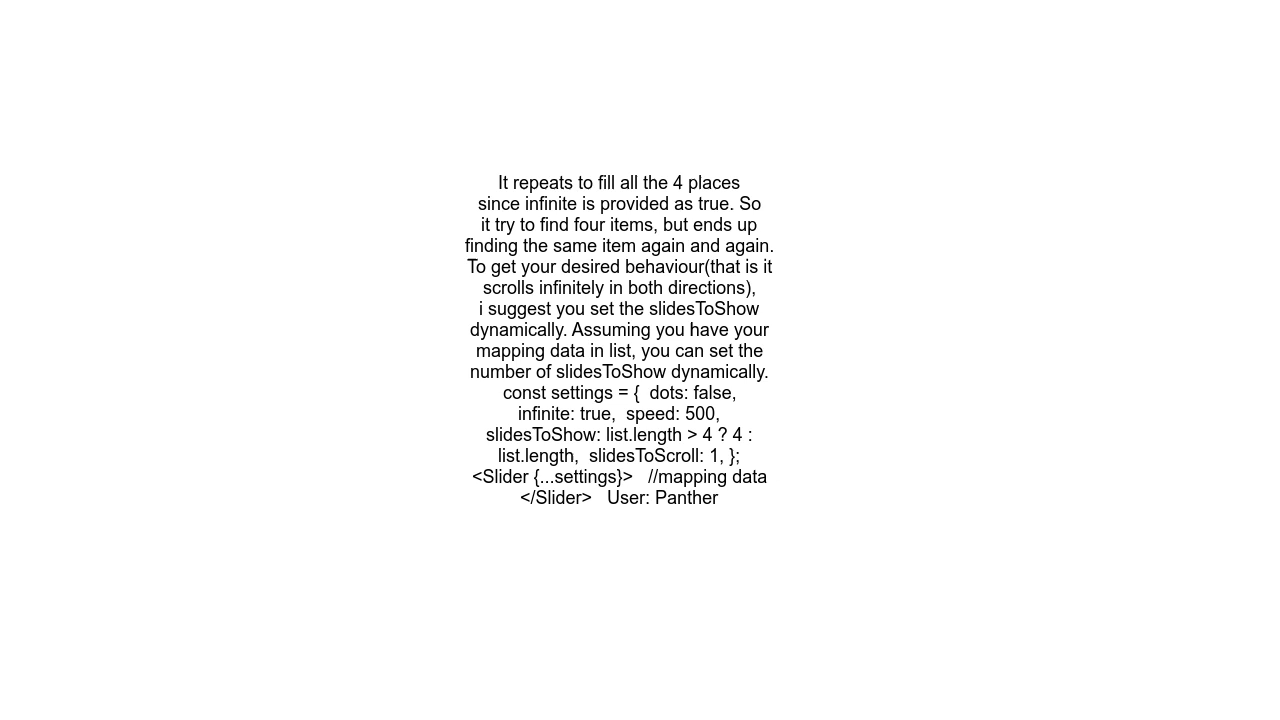 It repeats to fill all the 4 places
since infinite is provided as true. So
it try to find four items, but ends up
finding the same item again and again.
To get your desired behaviour(that is it
scrolls infinitely in both directions),
i suggest you set the slidesToShow
dynamically. Assuming you have your
mapping data in list, you can set the
number of slidesToShow dynamically.
const settings = {  dots: false,
infinite: true,  speed: 500,
slidesToShow: list.length > 4 ? 4 :
list.length,  slidesToScroll: 1, };
<Slider {...settings}>   //mapping data
</Slider>   User: Panther